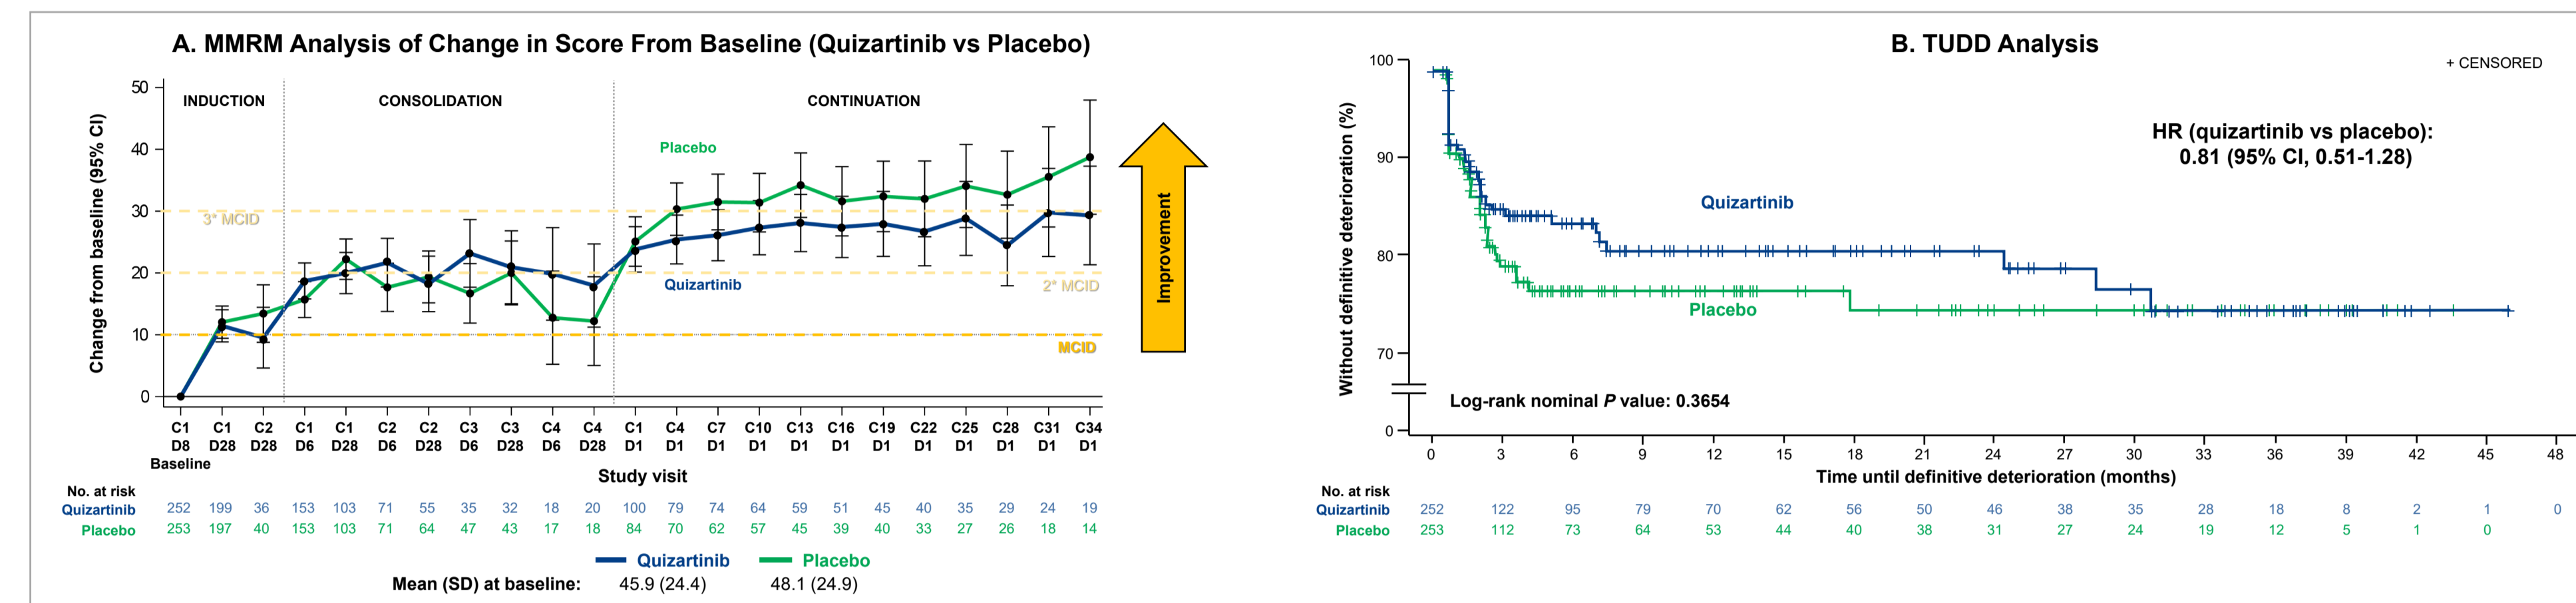 A. MMRM Analysis of Change in Score From Baseline (Quizartinib vs Placebo)
Change from baseline (95% CI)
50
40
30
20
10
0
INDUCTION
CONSOLIDATION
CONTINUATION
Placebo
Quizartinib
3* MCID
2* MCID
MCID
Improvement
C1 C1 C2 C1 C1 C2 C2 C3 C3 C4 C4 C1 C4 C7 C10 C13 C16 C19 C22 C25 C28 C31 C34
D8 D28 D28 D6 D28 D6 D28 D6 D28 D6 D28 D1 D1 D1 D1 D1 D1 D1 D1 D1 D1 D1 D1
Baseline
Study visit
No. at risk
Quizartinib 252 199 36 153 103 71 55 35 32 18 20 100 79 74 64 59 51 45 40 35 29 24 19
Placebo 253 197 40 153 103 71 64 47 43 17 18 84 70 62 57 45 39 40 33 27 26 18 14
Quizartinib Placebo
Mean (SD) at baseline: 45.9 (24.4) 48.1 (24.9)
B. TUDD Analysis
+ CENSORED
Without definitive deterioration (%)
100
90
80
70
0
HR (quizartinib vs placebo):
0.81 (95% CI, 0.51-1.28)
Quizartinib
Placebo
Log-rank nominal P value: 0.3654
0 3 6 9 12 15 18 21 24 27 30 33 36 39 42 45 48
Time until definitive deterioration (months)
No. at risk
Quizartinib 252 122 95 79 70 62 56 50 46 38 35 28 18 8 2 1 0
Placebo 253 112 73 64 53 44 40 38 31 27 24 19 12 5 1 0